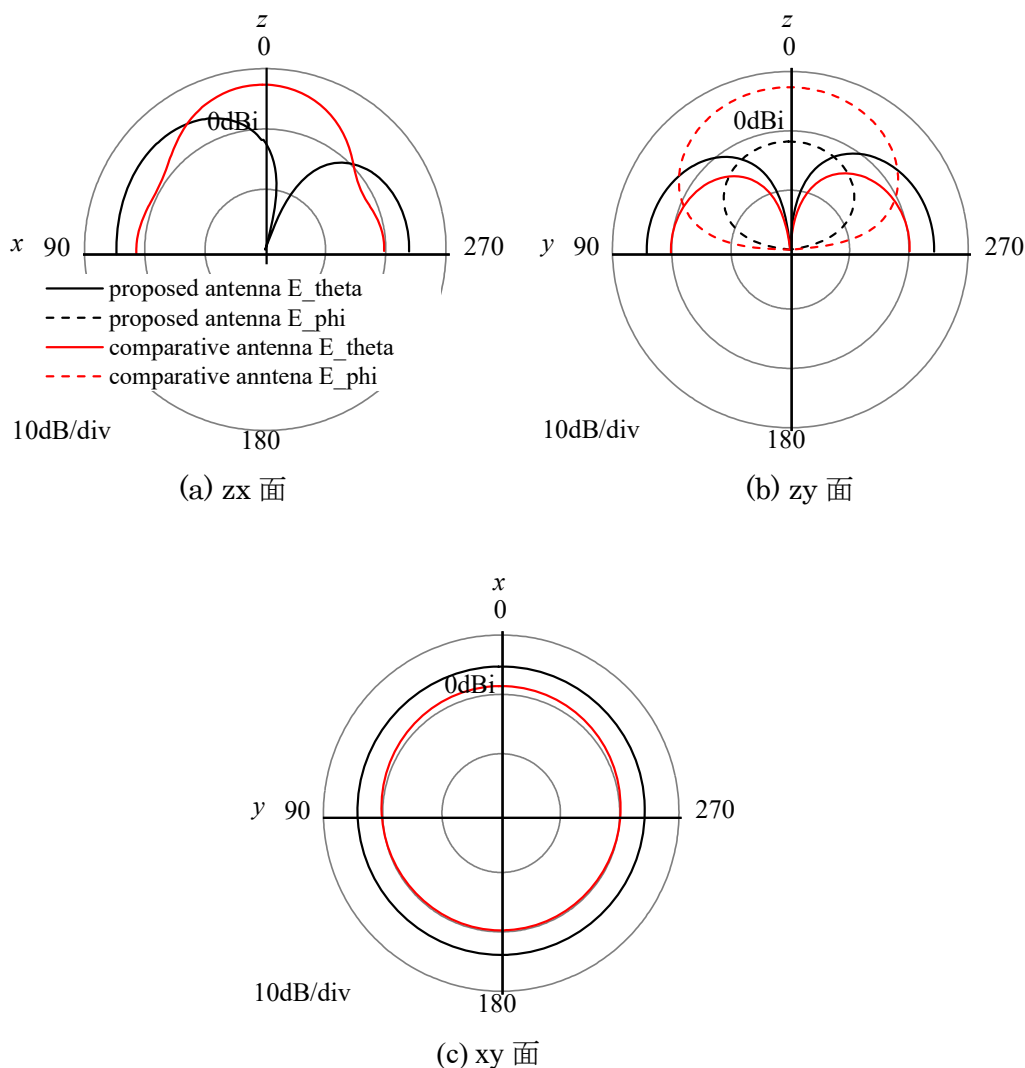 z
0
0dBi
x 90
270
proposed antenna E_theta
proposed antenna E_phi
comparative antenna E_theta
comparative anntena E_phi
10dB/div
180
(a) zx 面
z
0
0dBi
y 90
270
10dB/div
180
(b) zy 面
x
0
0dBi
y 90
270
10dB/div
180
(c) xy 面